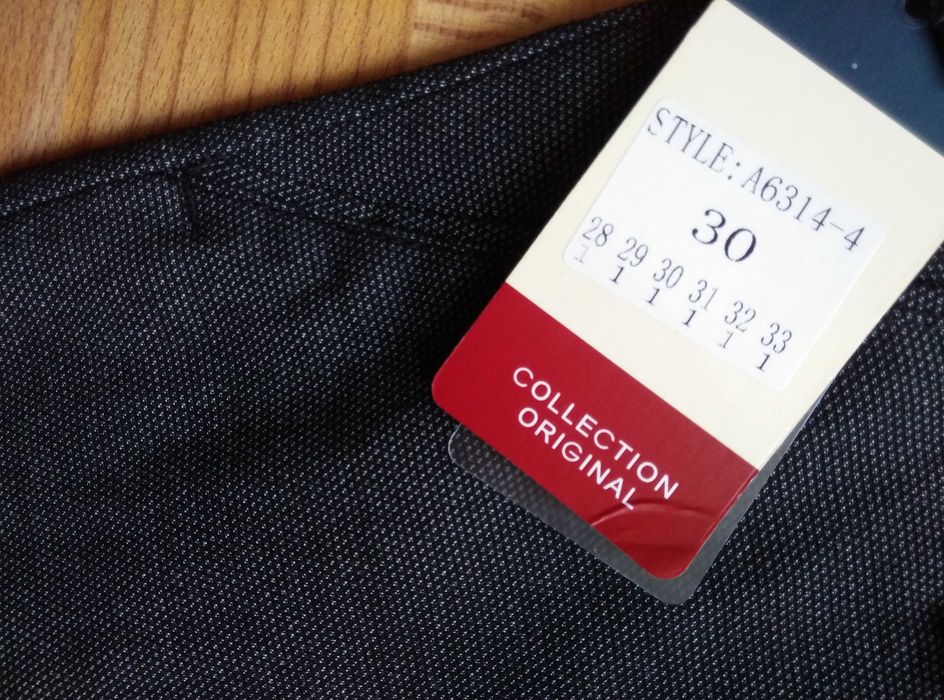 STYLE: A6314-4
30
28 29 30 31 32 33
1 1 1 1 1 1
COLLECTION
ORIGINAL